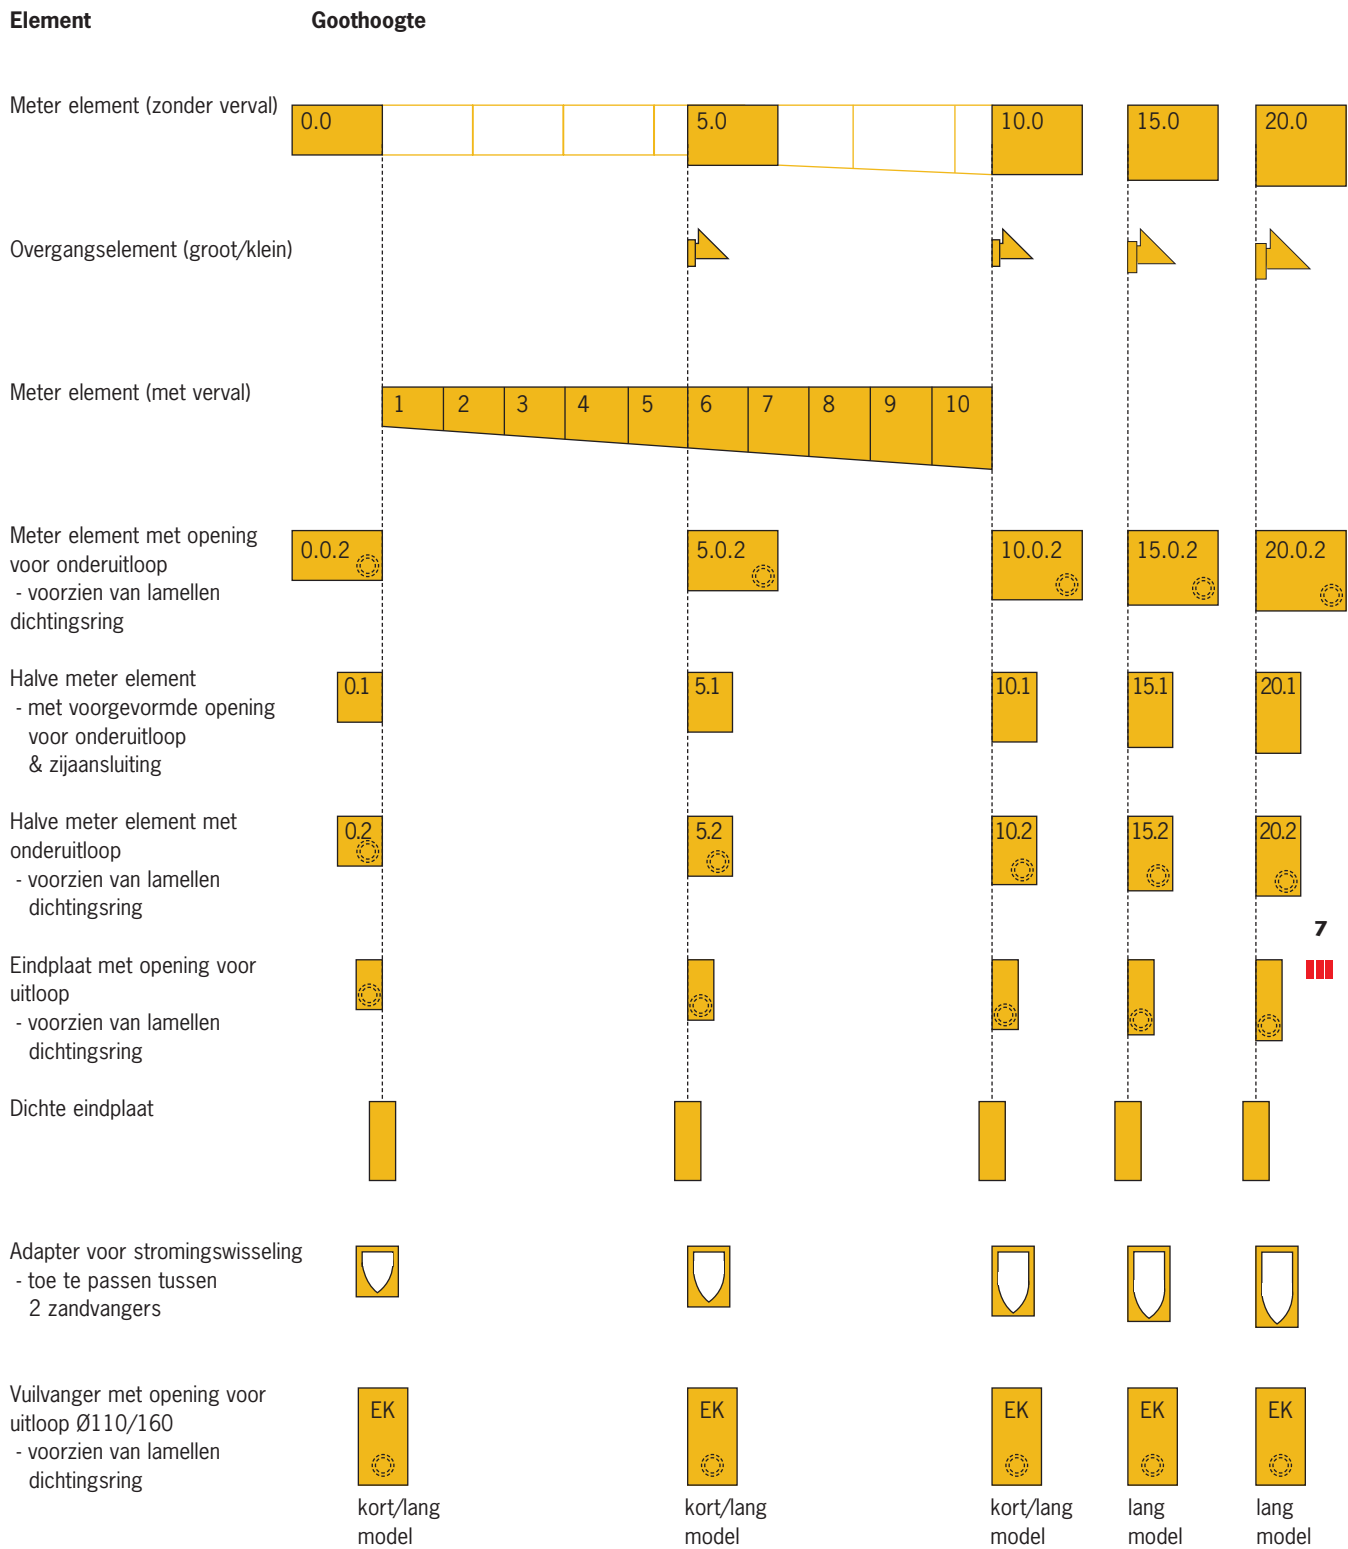 Element Goothoogte
Meter element (zonder verval) 0.0 5.0 10.0 15.0 20.0
Overgangselement (groot/klein)
Meter element (met verval) 1 2 3 4 5 6 7 8 9 10
Meter element met opening
voor onderuitloop 0.0.2 5.0.2 10.0.2 15.0.2 20.0.2
- voorzien van lamellen
dichtingsring
Halve meter element 0.1 5.1 10.1 15.1 20.1
- met voorgevormde opening
voor onderuitloop
& zijaansluiting
Halve meter element met 0.2 5.2 10.2 15.2 20.2
onderuitloop
- voorzien van lamellen
dichtingsring
7
Eindplaat met opening voor
uitloop
- voorzien van lamellen
dichtingsring
Dichte eindplaat
Adapter voor stromingswisseling
- toe te passen tussen
2 zandvangers
Vuilvanger met opening voor
uitloop Ø110/160 EK EK EK EK EK
- voorzien van lamellen
dichtingsring
kort/lang kort/lang kort/lang lang lang
model model model model model